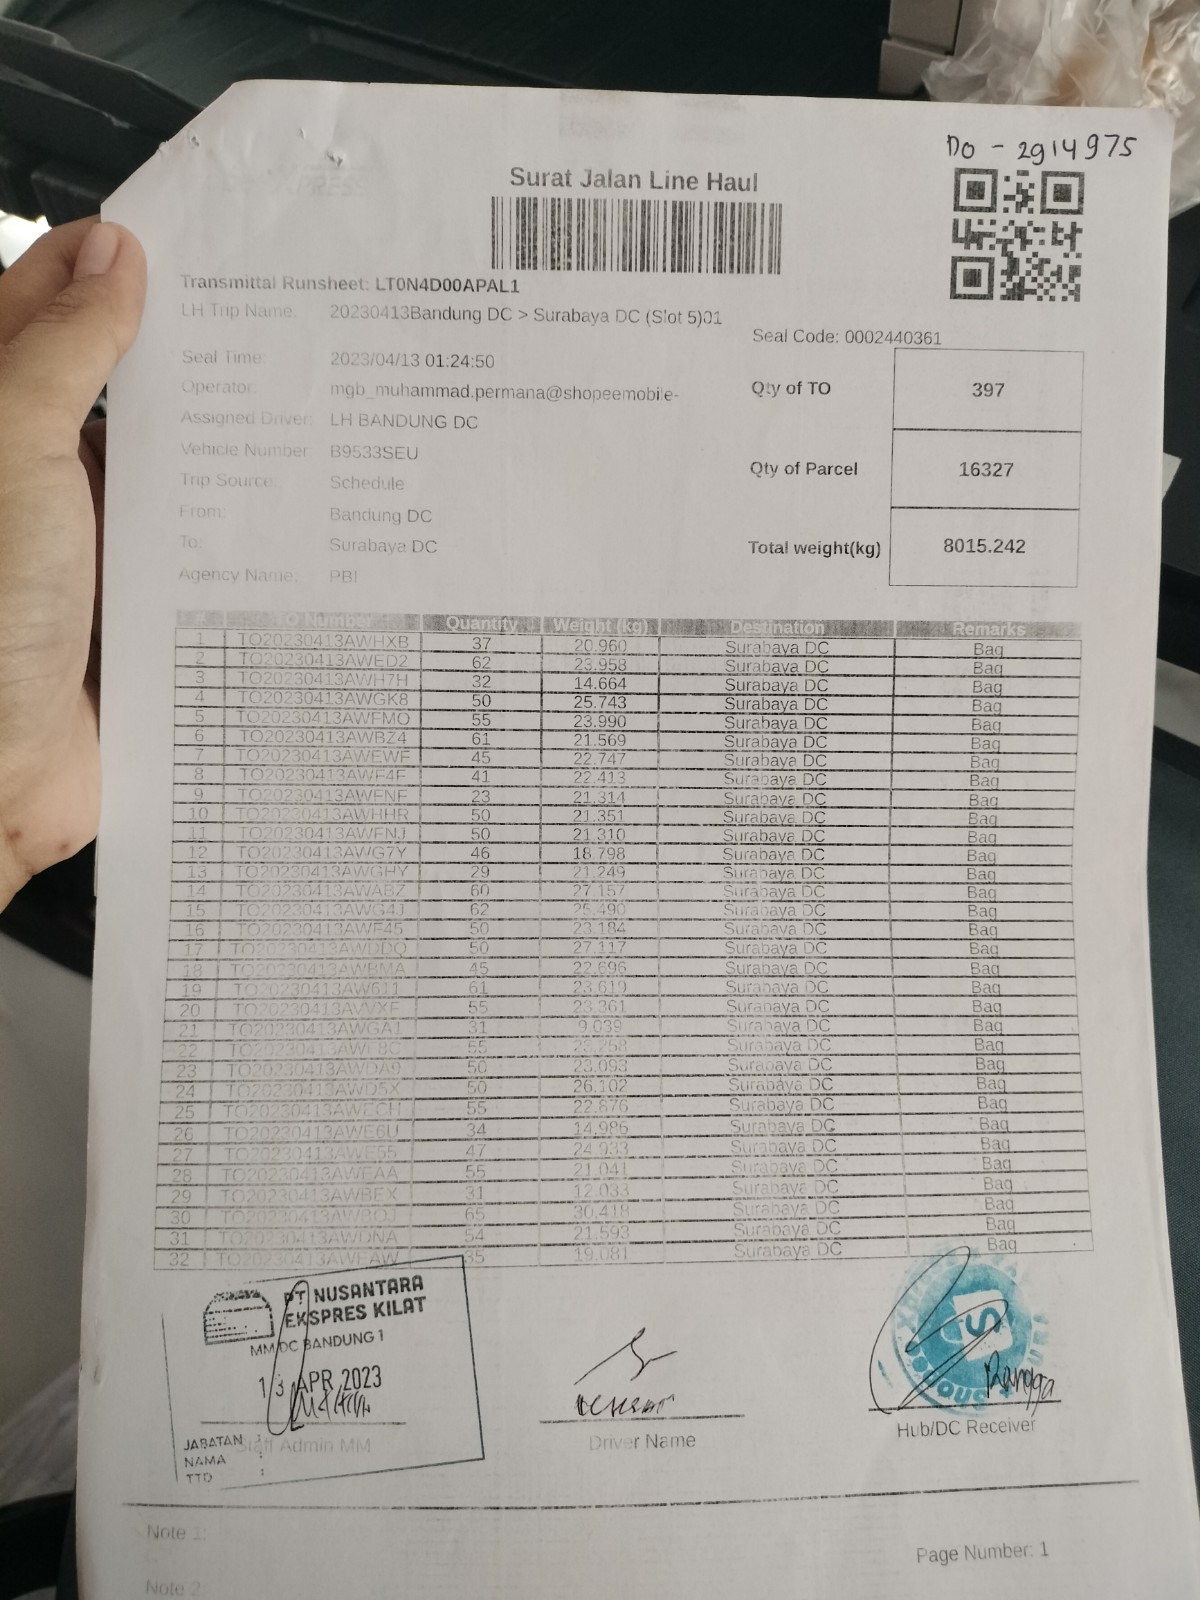 DO - 2914975
Surat Jalan Line Haul
Transmittal Runsheet: LT0N4D00APAL1
LH Trip Name: 20230413Bandung DC > Surabaya DC (Slot 5)01
Seal Code: 0002440361
Seal Time: 2023/04/13 01:24:50
Operator: mgb_muhammad.permana@shopeemobile-
Qty of TO 397
Assigned Driver: LH BANDUNG DC
Vehicle Number: B9533SEU
Qty of Parcel 16327
Trip Source: Schedule
From: Bandung DC
To: Surabaya DC
Total weight(kg) 8015.242
Agency Name: PBI
# TO Number Quantity Weight (kg) Destination Remarks
1 TO20230413AWHXB 37 20.960 Surabaya DC Bag
2 TO20230413AWED2 62 23.958 Surabaya DC Bag
3 TO20230413AWH7H 32 14.664 Surabaya DC Bag
4 TO20230413AWGK8 50 25.743 Surabaya DC Bag
5 TO20230413AWFMO 55 23.990 Surabaya DC Bag
6 TO20230413AWBZ4 61 21.569 Surabaya DC Bag
7 TO20230413AWEWF 45 22.747 Surabaya DC Bag
8 TO20230413AWF4F 41 22.413 Surabaya DC Bag
9 TO20230413AWFNF 23 21.314 Surabaya DC Bag
10 TO20230413AWHHR 50 21.351 Surabaya DC Bag
11 TO20230413AWFNJ 50 21.310 Surabaya DC Bag
12 TO20230413AWG7Y 46 18.798 Surabaya DC Bag
13 TO20230413AWGHY 29 21.249 Surabaya DC Bag
14 TO20230413AWABZ 60 27.157 Surabaya DC Bag
15 TO20230413AWG4J 62 25.490 Surabaya DC Bag
16 TO20230413AWF45 50 23.184 Surabaya DC Bag
17 TO20230413AWDDQ 50 27.117 Surabaya DC Bag
18 45 22.696 Surabaya DC Bag
19 TO20230413AW611 61 23.619 Surabaya DC Bag
20 55 23.361 Surabaya DC Bag
21 TO20230413AWGA1 31 9.039 Surabaya DC Bag
22 55 Surabaya DC Bag
23 TO20230413AWDA9 50 23.093 Surabaya DC Bag
24 TO20230413AWD5X 50 26.102 Surabaya DC Bag
25 TO20230413AWECH 55 22.876 Surabaya DC Bag
26 TO20230413AWE6U 34 14.986 Surabaya DC Bag
27 TO20230413AWE55 47 24.933 Surabaya DC Bag
28 TO20230413AWFAA 55 21.041 Surabaya DC Bag
29 TO20230413AWBEX 31 12.033 Surabaya DC Bag
30 65 30.418 Surabaya DC Bag
31 TO20230413AWDNA 54 21.593 Surabaya DC Bag
32 35 19.081 Surabaya DC Bag
PT NUSANTARA
EKSPRES KILAT
MM DC BANDUNG 1
13 APR 2023
Rangga
JABATAN :
NAMA :
TTD :
Staff Admin MM
Driver Name
Hub/DC Receiver
Note 1:
Page Number: 1
Note 2